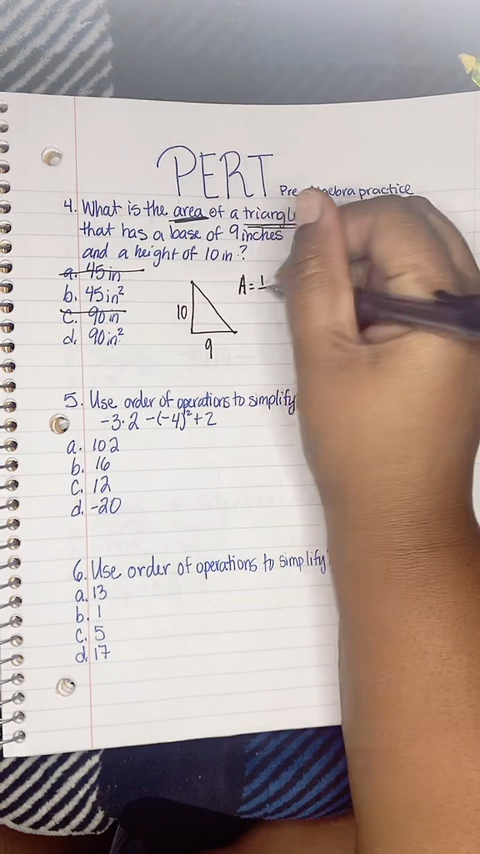 PERT
practice
4. What is the area of a
that has a base of 9 inches
and a height of 10 in?
a. 45 in
b. 45 in²
c. 90 in
d. 90 in²
A = 1
10
9
5. Use order of operations to simplify
-3·2 -(-4)² + 2
a. 102
b. 16
c. 12
d. -20
6. Use order of operations to simplify
a. 13
b. 1
c. 5
d. 17